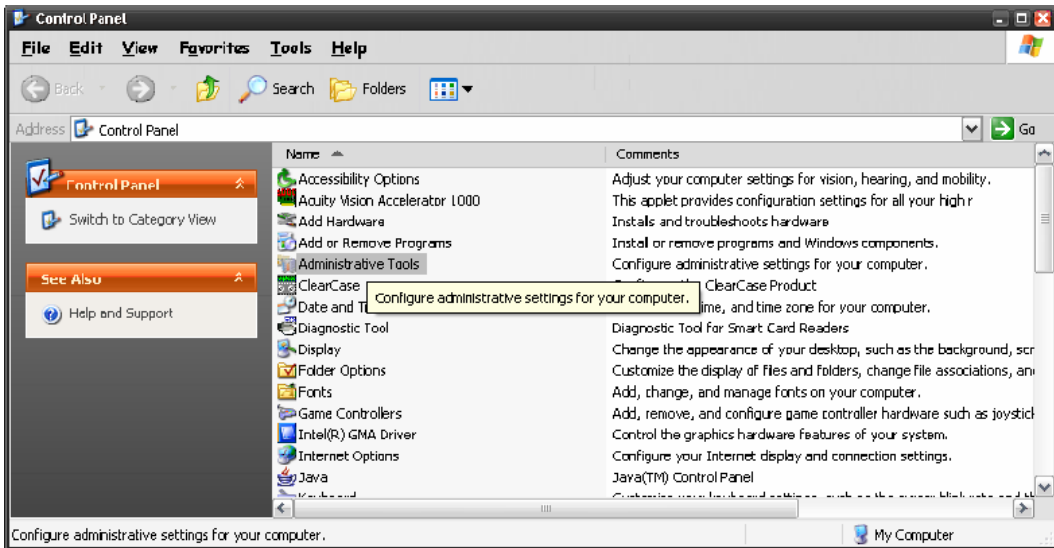 Control Panel
File Edit View Favorites Tools Help
Back Search Folders
Address Control Panel Go
Control Panel
Switch to Category View
See Also
Help and Support
Name Comments
Accessibility Options Adjust your computer settings for vision, hearing, and mobility.
Acuity Vision Accelerator 1000 This applet provides configuration settings for all your high r
Add Hardware Installs and troubleshoots hardware
Add or Remove Programs Install or remove programs and Windows components.
Administrative Tools Configure administrative settings for your computer.
ClearCase ClearCase Product
Configure administrative settings for your computer.
Date and T ime, and time zone for your computer.
Diagnostic Tool Diagnostic Tool for Smart Card Readers
Display Change the appearance of your desktop, such as the background, scr
Folder Options Customize the display of files and folders, change file associations, an
Fonts Add, change, and manage fonts on your computer.
Game Controllers Add, remove, and configure game controller hardware such as joystick
Intel(R) GMA Driver Control the graphics hardware features of your system.
Internet Options Configure your Internet display and connection settings.
Java Java(TM) Control Panel
Configure administrative settings for your computer. My Computer